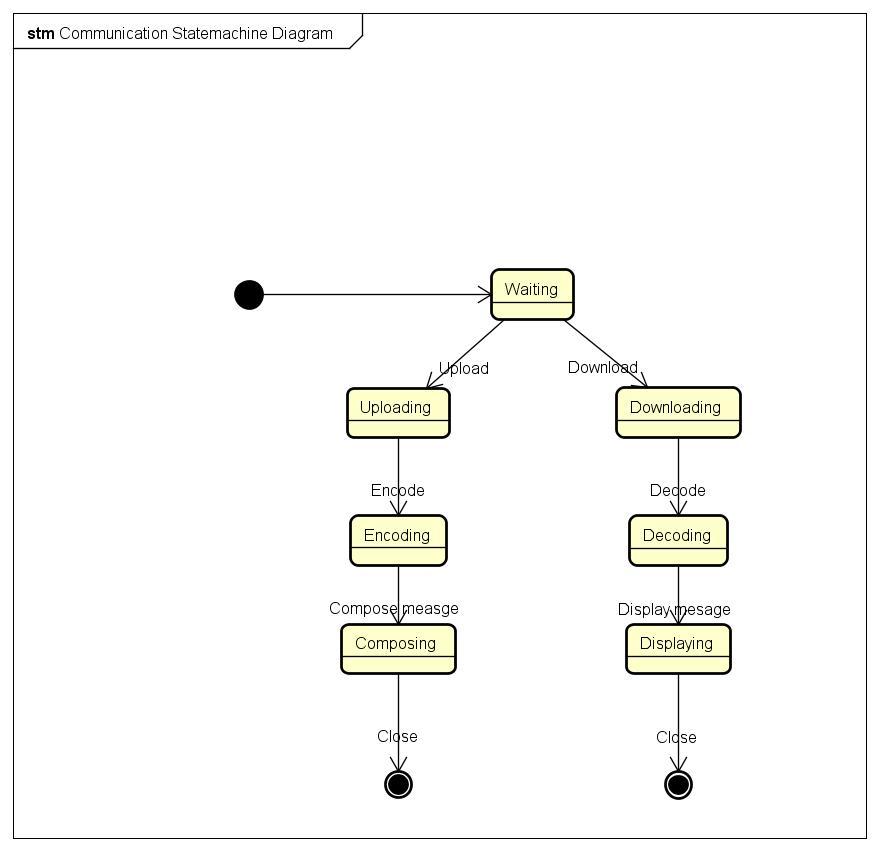 stm Communication Statemachine Diagram
Waiting
Upload
Download
Uploading
Downloading
Encode
Decode
Encoding
Decoding
Compose measge
Display mesage
Composing
Displaying
Close
Close